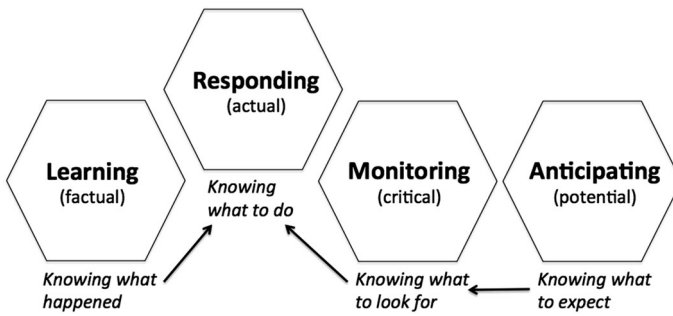 Responding
(actual)
Learning
(factual)
Monitoring
(critical)
Anticipating
(potential)
Knowing
what to do
Knowing what
happened
Knowing what
to look for
Knowing what
to expect